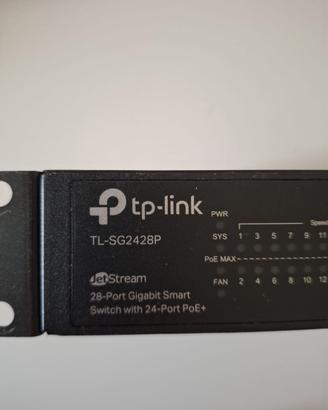 tp-link
TL-SG2428P
JetStream
28-Port Gigabit Smart
Switch with 24-Port PoE+
PWR
SYS 1 3 5 7 9 11
PoE MAX
FAN 2 4 6 8 10 12